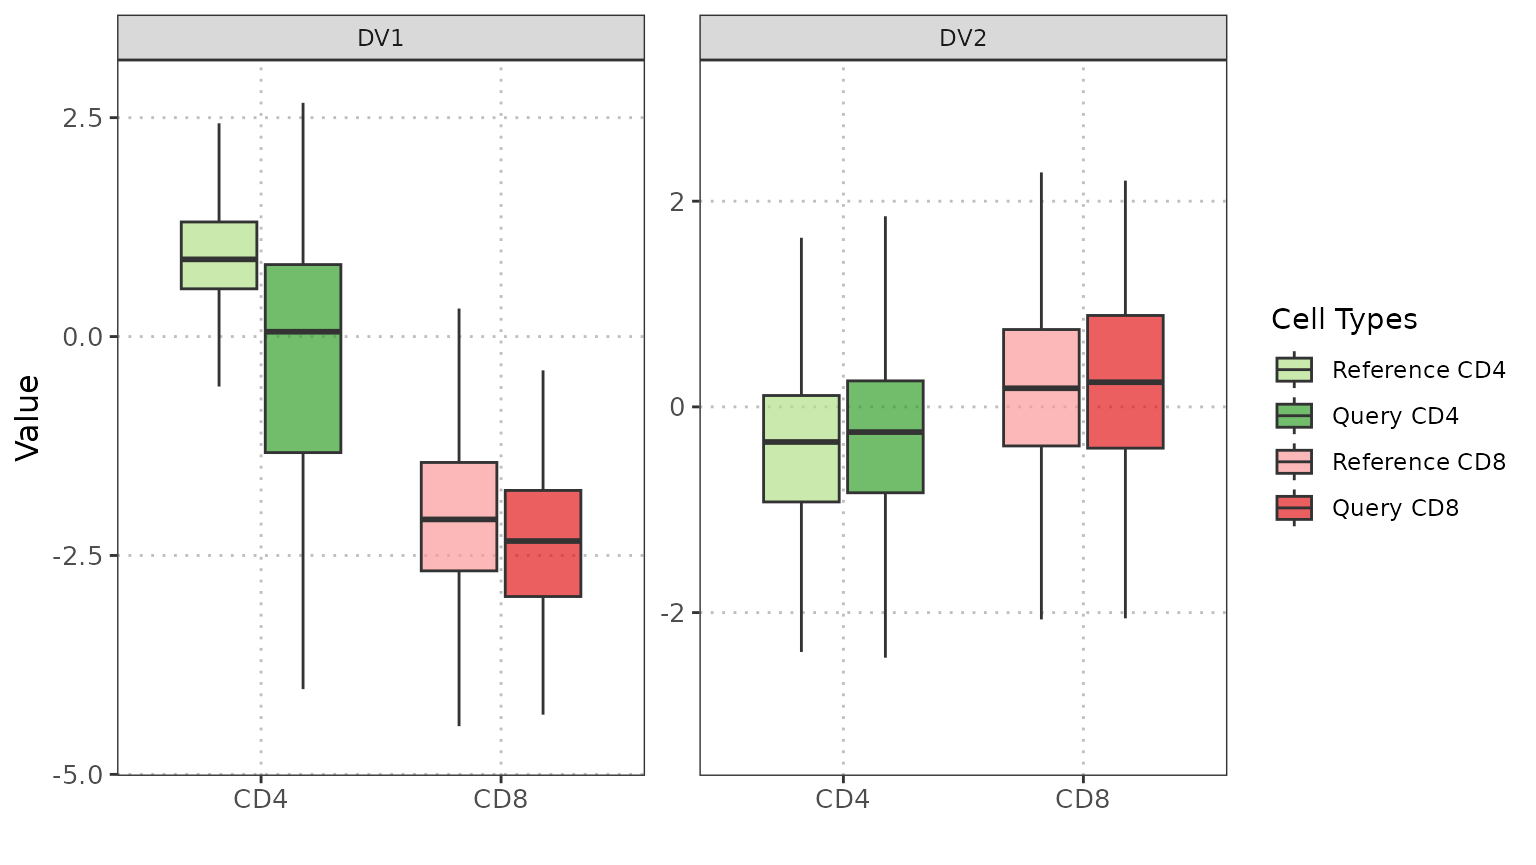 DV1
DV2
Value
2.5
0.0
-2.5
-5.0
2
0
-2
CD4
CD8
CD4
CD8
Cell Types
Reference CD4
Query CD4
Reference CD8
Query CD8